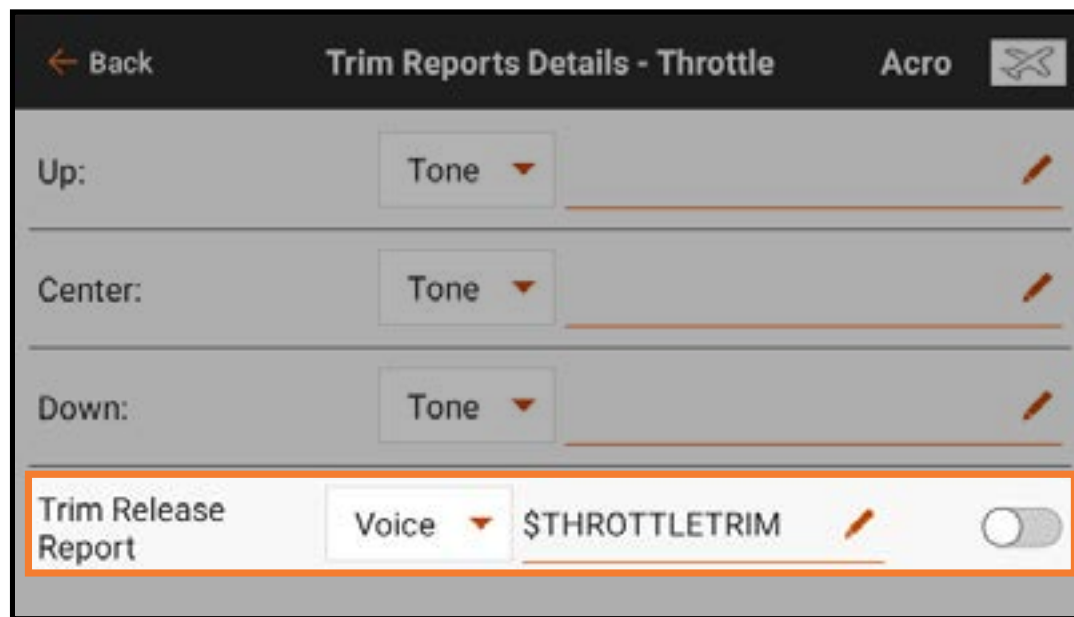 Back Trim Reports Details - Throttle Acro
Up: Tone
Center: Tone
Down: Tone
Trim Release
Report Voice $THROTTLETRIM